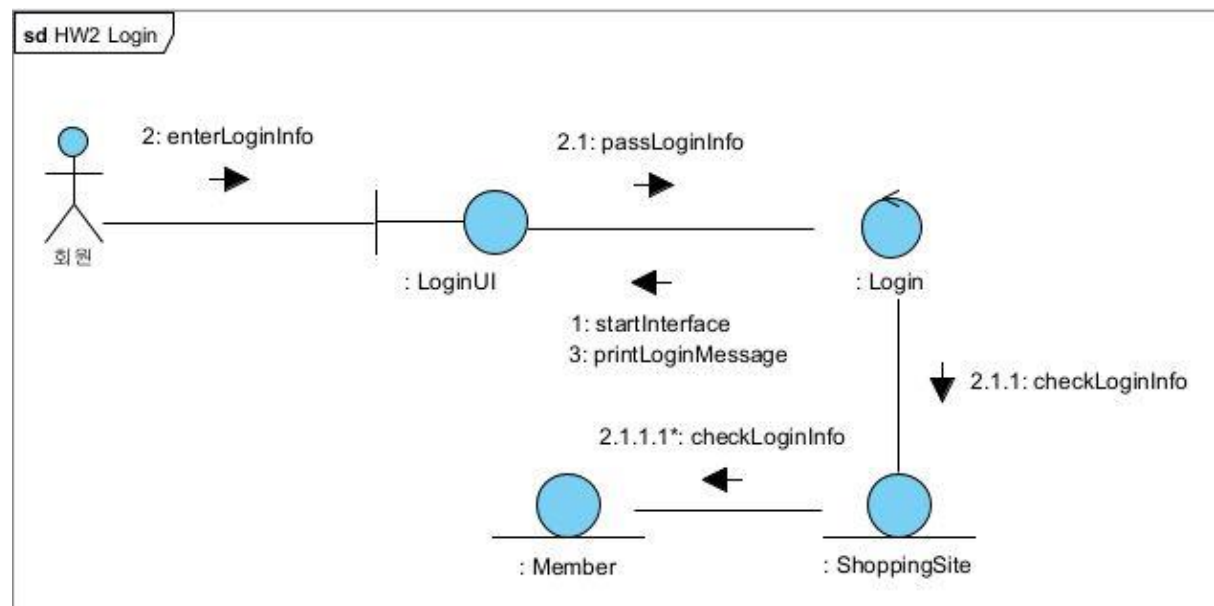 sd HW2 Login
2: enterLoginInfo
2.1: passLoginInfo
회원
: LoginUI
: Login
1: startInterface
3: printLoginMessage
2.1.1: checkLoginInfo
2.1.1.1*: checkLoginInfo
: Member
: ShoppingSite